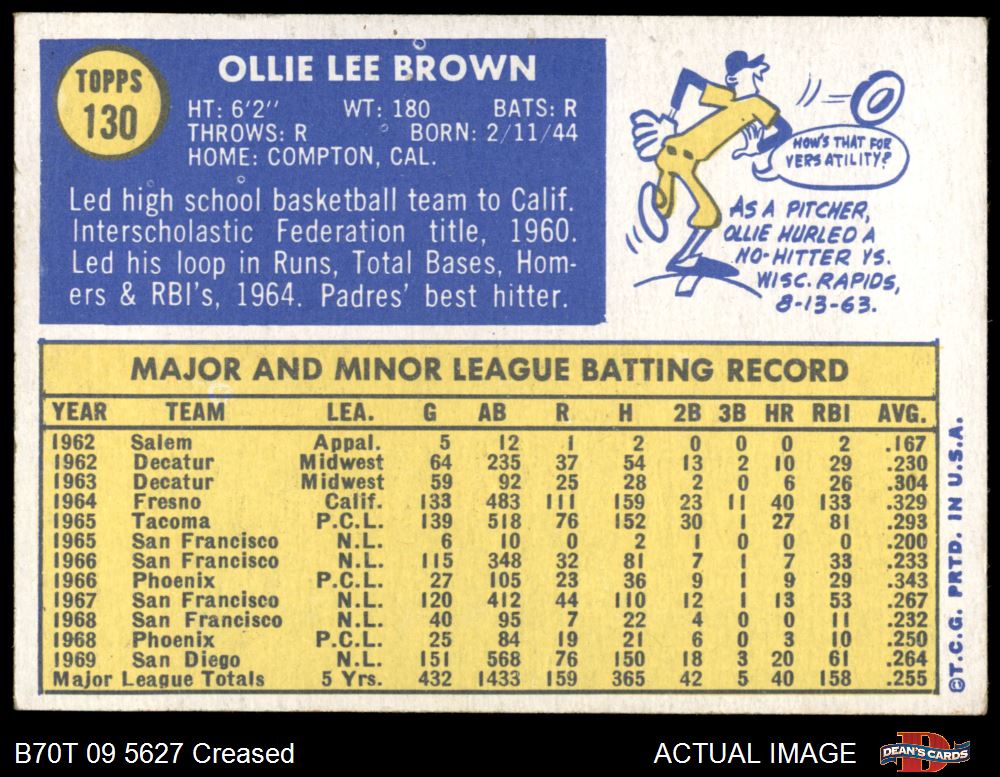 TOPPS
130
OLLIE LEE BROWN
HT: 6'2" WT: 180 BATS: R
THROWS: R BORN: 2/11/44
HOME: COMPTON, CAL.
Led high school basketball team to Calif.
Interscholastic Federation title, 1960.
Led his loop in Runs, Total Bases, Hom-
ers & RBI's, 1964. Padres' best hitter.
HOW'S THAT FOR
VERSATILITY?
AS A PITCHER,
OLLIE HURLED A
NO-HITTER VS.
WISC. RAPIDS,
8-13-63.
MAJOR AND MINOR LEAGUE BATTING RECORD
YEAR TEAM LEA. G AB R H 2B 3B HR RBI AVG.
1962 Salem Appal. 5 12 1 2 0 0 0 2 .167
1962 Decatur Midwest 64 235 37 54 13 2 10 29 .230
1963 Decatur Midwest 59 92 25 28 2 0 6 26 .304
1964 Fresno Calif. 133 483 111 159 23 11 40 133 .329
1965 Tacoma P.C.L. 139 518 76 152 30 1 27 81 .293
1965 San Francisco N.L. 6 10 0 2 1 0 0 0 .200
1966 San Francisco N.L. 115 348 32 81 7 1 7 33 .233
1966 Phoenix P.C.L. 27 105 23 36 9 1 9 29 .343
1967 San Francisco N.L. 120 412 44 110 12 1 13 53 .267
1968 San Francisco N.L. 40 95 7 22 4 0 0 11 .232
1968 Phoenix P.C.L. 25 84 19 21 6 0 3 10 .250
1969 San Diego N.L. 151 568 76 150 18 3 20 61 .264
Major League Totals 5 Yrs. 432 1433 159 365 42 5 40 158 .255
©T.C.G. PRTD. IN U.S.A.
B70T 09 5627 Creased ACTUAL IMAGE
DEAN'S CARDS